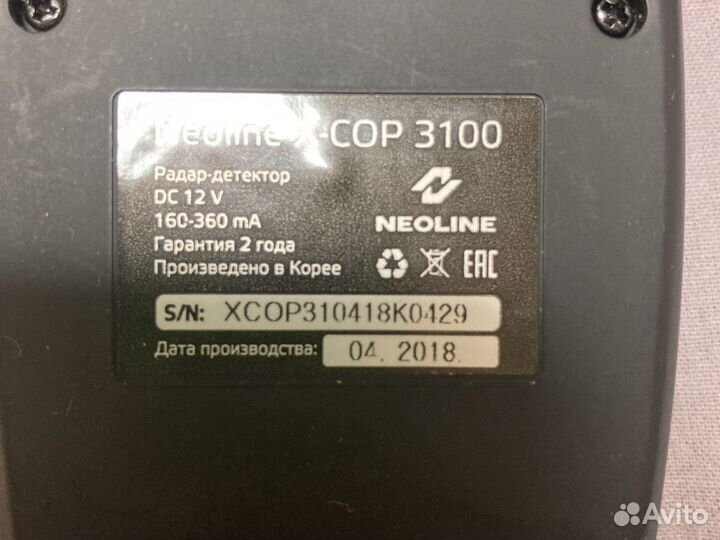 Neoline X-COP 3100
Радар-детектор
DC 12 V
160-360 mA
Гарантия 2 года
Произведено в Корее
NEOLINE
EAC
S/N: XCOP310418K0429
Дата производства: 04. 2018.
Avito